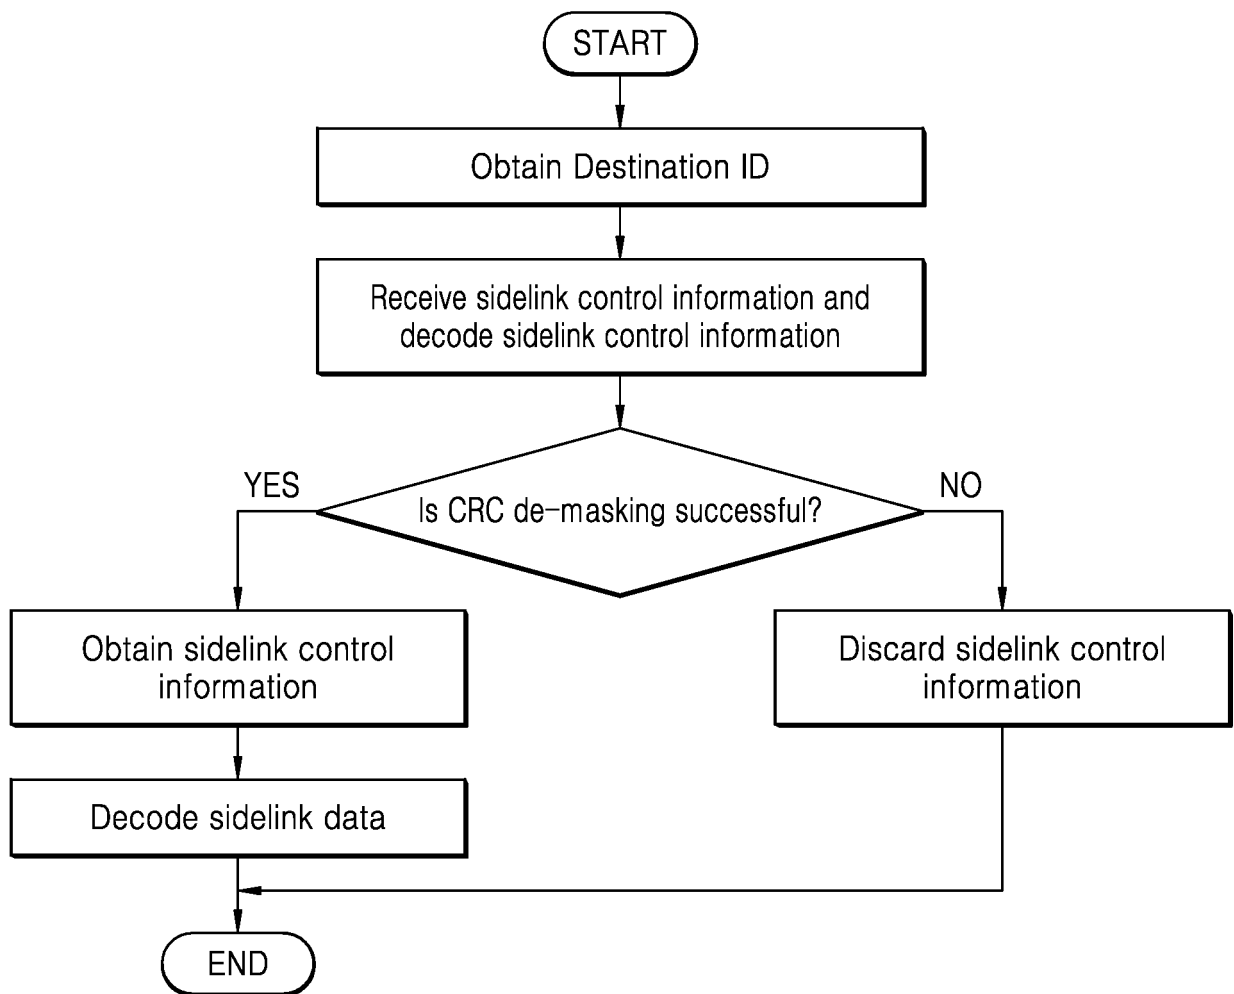 START
Obtain Destination ID
Receive sidelink control information and
decode sidelink control information
Is CRC de-masking successful?
YES
NO
Obtain sidelink control
information
Discard sidelink control
information
Decode sidelink data
END